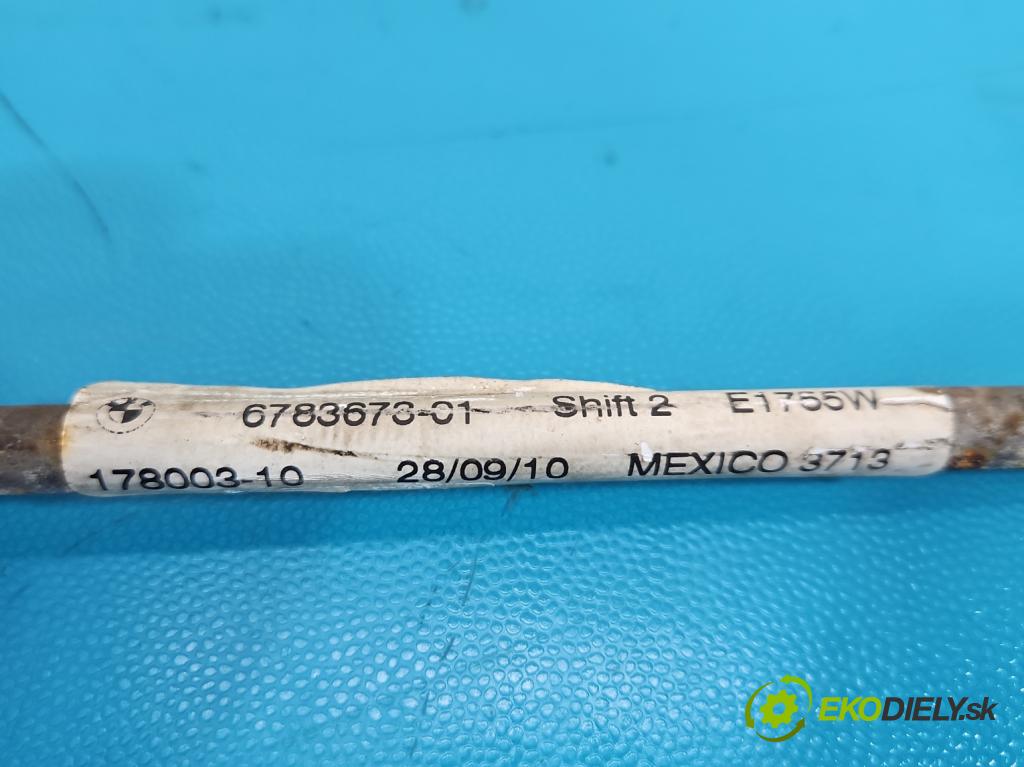 6783673-01 Shift 2 E1755W
178003-10 28/09/10 MEXICO 3713
EKODIELY.sk